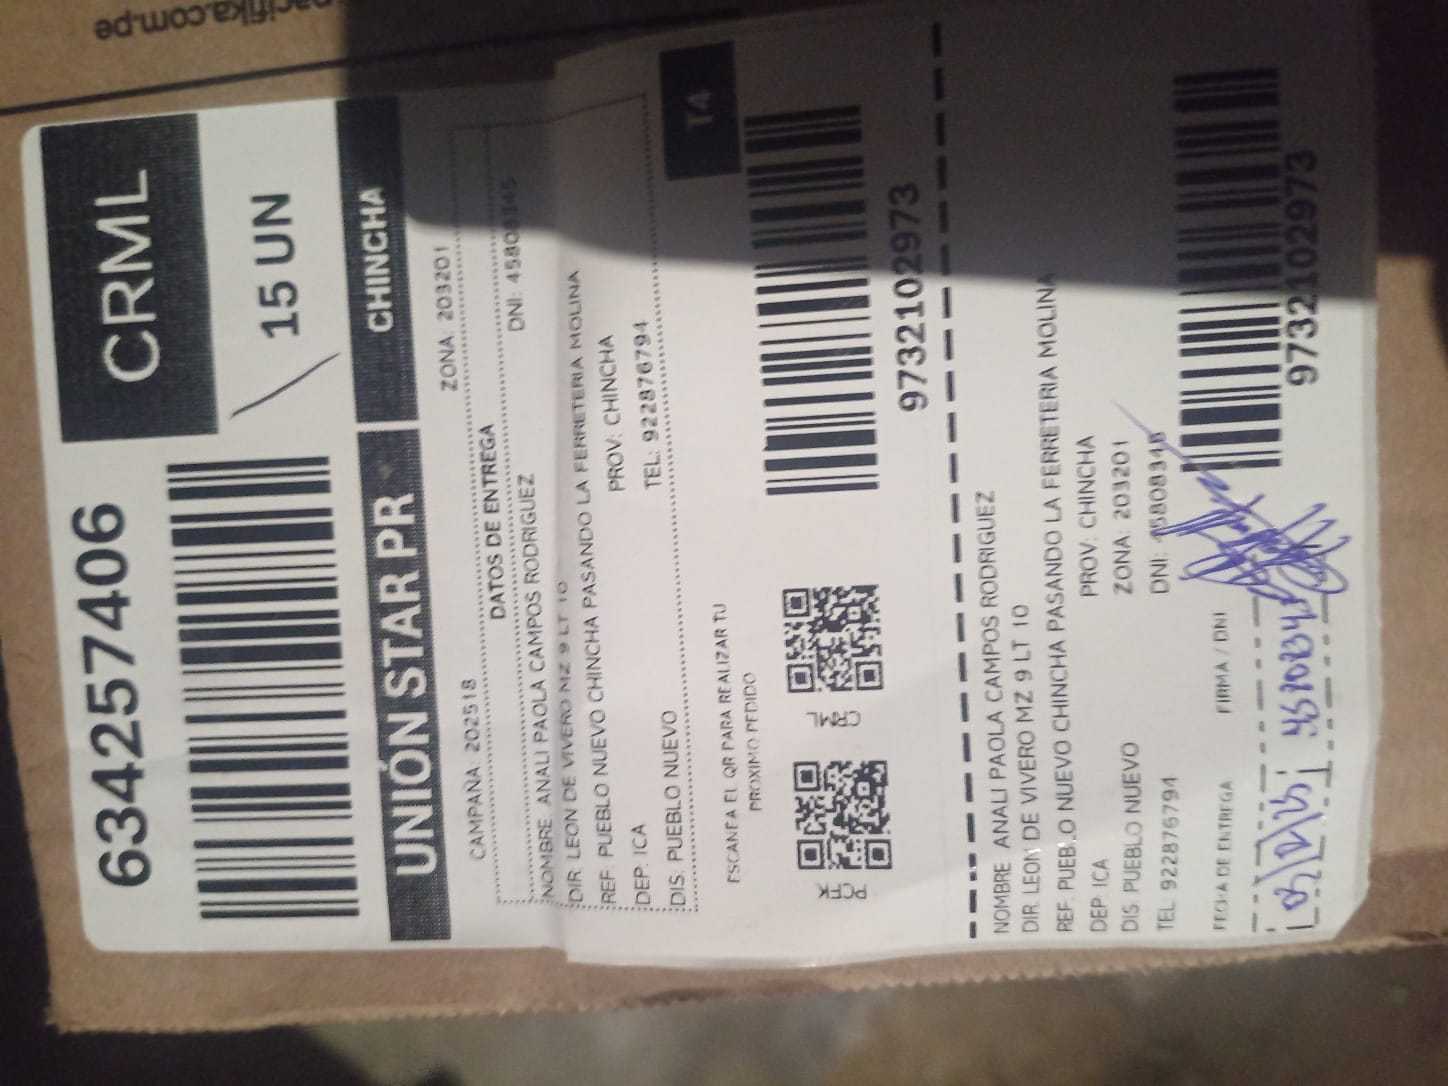 pacifika.com.pe
6342574406
CRML
/ 15 UN
UNIÓN STAR PR
CHINCHA
CAMPAÑA: 202518
ZONA: 203201
DATOS DE ENTREGA
NOMBRE ANALI PAOLA CAMPOS RODRIGUEZ
DNI: 45808345
DIR. LEON DE VIVERO MZ 9 LT 10
REF. PUEBLO NUEVO CHINCHA PASANDO LA FERRETERIA MOLINA
DEP. ICA
PROV: CHINCHA
DIS. PUEBLO NUEVO
TEL: 922876794
T4
ESCANEA EL QR PARA REALIZAR TU
PROXIMO PEDIDO
PCFK
CRML
9732102973
NOMBRE ANALI PAOLA CAMPOS RODRIGUEZ
DIR. LEON DE VIVERO MZ 9 LT 10
REF. PUEBLO NUEVO CHINCHA PASANDO LA FERRETERIA MOLINA
DEP. ICA
PROV: CHINCHA
DIS. PUEBLO NUEVO
ZONA: 203201
TEL 922876794
DNI:
9732102973
FECHA DE ENTREGA
FIRMA / DNI